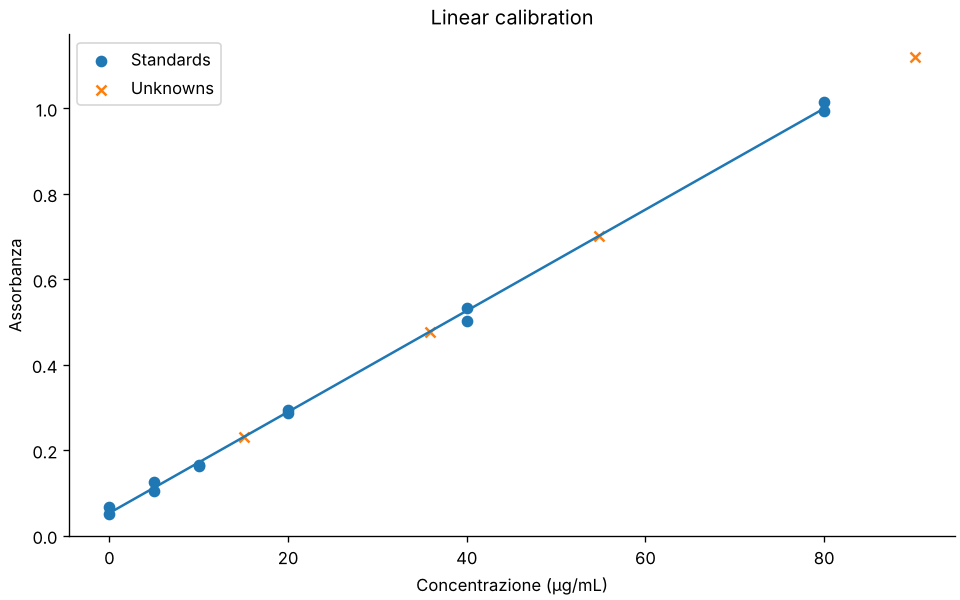 Linear calibration
Standards
Unknowns
1.0
0.8
0.6
0.4
0.2
0.0
Assorbanza
0 20 40 60 80
Concentrazione (µg/mL)